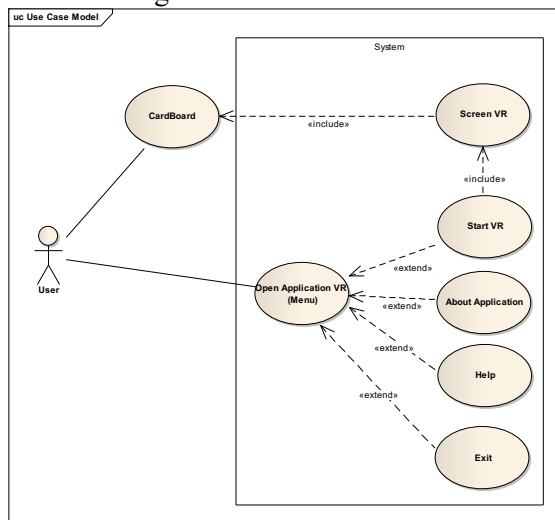 uc Use Case Model
System
CardBoard
Screen VR
«include»
«include»
Start VR
User
Open Application VR
(Menu)
«extend»
About Application
«extend»
«extend»
Help
«extend»
Exit